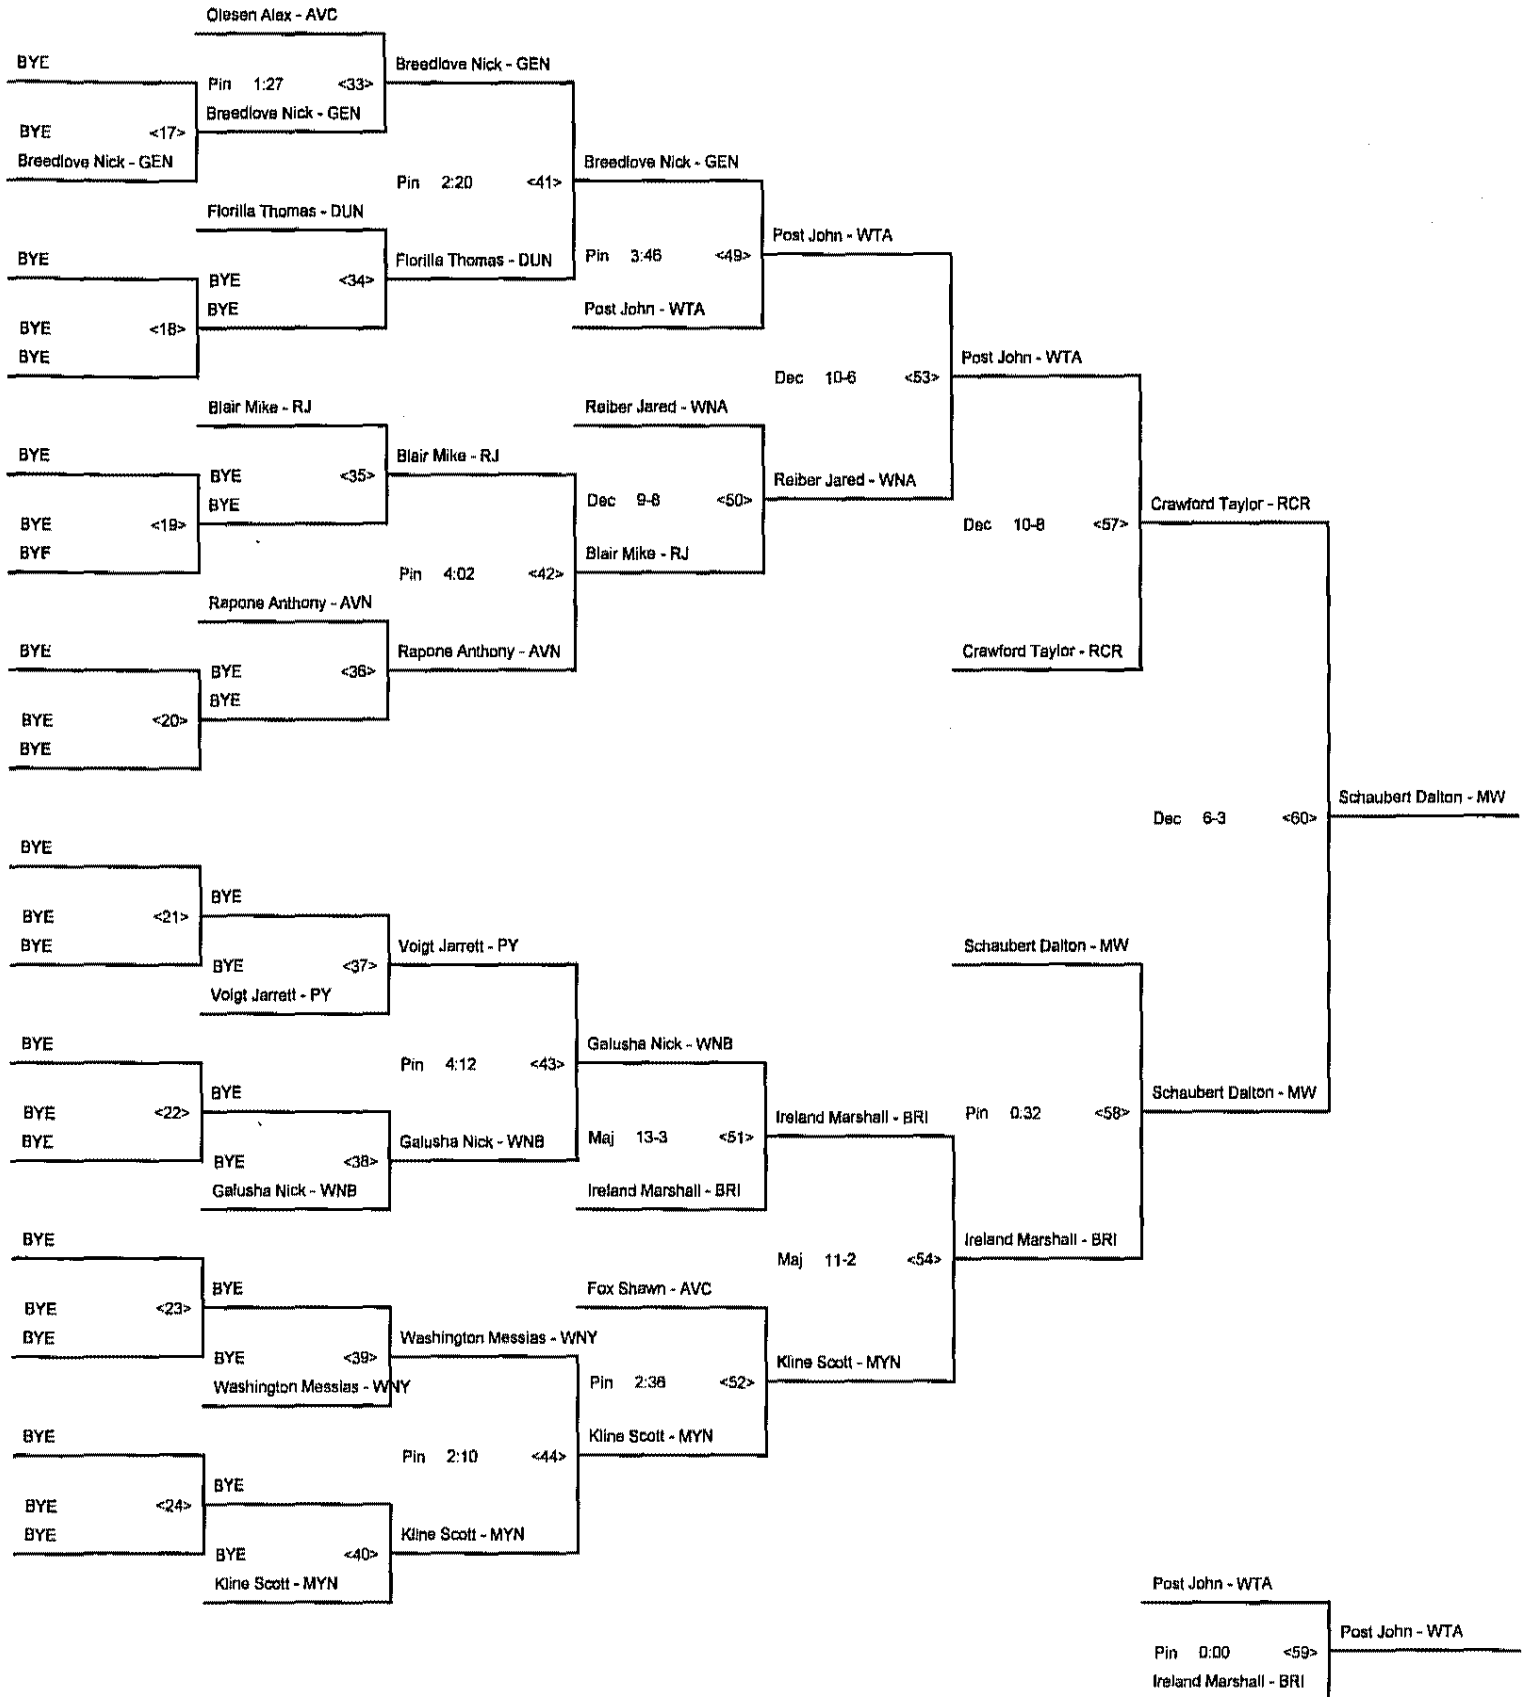 Olesen Alex - AVC
BYE
Breedlove Nick - GEN
Pin 1:27 <33>
Breedlove Nick - GEN
BYE <17>
Breedlove Nick - GEN
Breedlove Nick - GEN
Pin 2:20 <41>
Florilla Thomas - DUN
Post John - WTA
BYE
Florilla Thomas - DUN
Pin 3:46 <49>
BYE <34>
BYE
Post John - WTA
BYE <18>
BYE
Post John - WTA
Dec 10-6 <53>
Blair Mike - RJ
Reiber Jared - WNA
BYE
Blair Mike - RJ
BYE <35>
Reiber Jared - WNA
Dec 9-8 <50>
BYE
Crawford Taylor - RCR
BYE <19>
Dec 10-8 <57>
BYE
Blair Mike - RJ
Pin 4:02 <42>
Rapone Anthony - AVN
BYE
Rapone Anthony - AVN
Crawford Taylor - RCR
BYE <36>
BYE
BYE <20>
BYE
Schaubert Dalton - MW
Dec 6-3 <60>
BYE
BYE
BYE <21>
BYE
Voigt Jarrett - PY
Schaubert Dalton - MW
BYE <37>
Voigt Jarrett - PY
BYE
Galusha Nick - WNB
Pin 4:12 <43>
BYE
Schaubert Dalton - MW
BYE <22>
Pin 0:32 <58>
Ireland Marshall - BRI
BYE
Galusha Nick - WNB
Maj 13-3 <51>
BYE <38>
Galusha Nick - WNB
Ireland Marshall - BRI
BYE
Ireland Marshall - BRI
Maj 11-2 <54>
BYE
Fox Shawn - AVC
BYE <23>
BYE
Washington Messias - WNY
BYE <39>
Kline Scott - MYN
Washington Messias - WNY
Pin 2:36 <52>
BYE
Kline Scott - MYN
Pin 2:10 <44>
BYE
BYE <24>
BYE
Kline Scott - MYN
BYE <40>
Kline Scott - MYN
Post John - WTA
Post John - WTA
Pin 0:00 <59>
Ireland Marshall - BRI